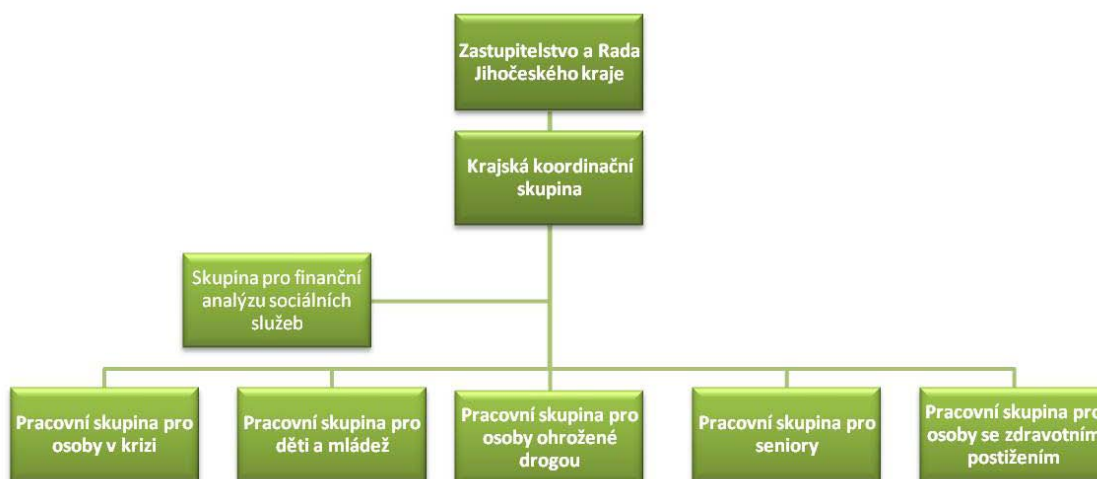 Zastupitelstvo a Rada
Jihočeského kraje
Krajská koordinační
skupina
Skupina pro finanční
analýzu sociálních
služeb
Pracovní skupina pro
osoby v krizi
Pracovní skupina pro
děti a mládež
Pracovní skupina pro
osoby ohrožené
drogou
Pracovní skupina pro
seniory
Pracovní skupina pro
osoby se zdravotním
postižením